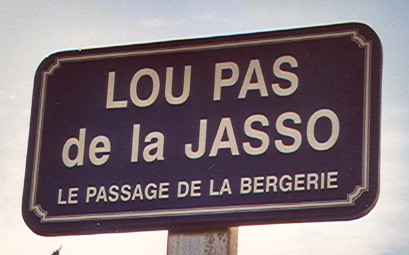 LOU PAS
de la JASSO
LE PASSAGE DE LA BERGERIE